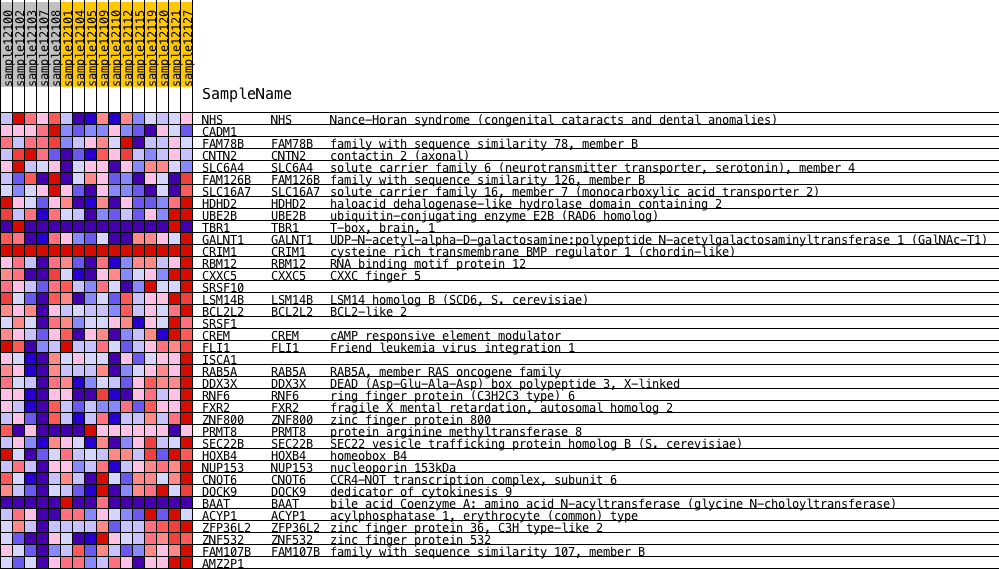 sample12100
sample12102
sample12103
sample12107
sample12108
sample12101
sample12104
sample12105
sample12109
sample12110
sample12112
sample12115
sample12119
sample12120
sample12121
sample12127
SampleName
NHS NHS Nance-Horan syndrome (congenital cataracts and dental anomalies)
CADM1
FAM78B FAM78B family with sequence similarity 78, member B
CNTN2 CNTN2 contactin 2 (axonal)
SLC6A4 SLC6A4 solute carrier family 6 (neurotransmitter transporter, serotonin), member 4
FAM126B FAM126B family with sequence similarity 126, member B
SLC16A7 SLC16A7 solute carrier family 16, member 7 (monocarboxylic acid transporter 2)
HDHD2 HDHD2 haloacid dehalogenase-like hydrolase domain containing 2
UBE2B UBE2B ubiquitin-conjugating enzyme E2B (RAD6 homolog)
TBR1 TBR1 T-box, brain, 1
GALNT1 GALNT1 UDP-N-acetyl-alpha-D-galactosamine:polypeptide N-acetylgalactosaminyltransferase 1 (GalNAc-T1)
CRIM1 CRIM1 cysteine rich transmembrane BMP regulator 1 (chordin-like)
RBM12 RBM12 RNA binding motif protein 12
CXXC5 CXXC5 CXXC finger 5
SRSF10
LSM14B LSM14B LSM14 homolog B (SCD6, S. cerevisiae)
BCL2L2 BCL2L2 BCL2-like 2
SRSF1
CREM CREM cAMP responsive element modulator
FLI1 FLI1 Friend leukemia virus integration 1
ISCA1
RAB5A RAB5A RAB5A, member RAS oncogene family
DDX3X DDX3X DEAD (Asp-Glu-Ala-Asp) box polypeptide 3, X-linked
RNF6 RNF6 ring finger protein (C3H2C3 type) 6
FXR2 FXR2 fragile X mental retardation, autosomal homolog 2
ZNF800 ZNF800 zinc finger protein 800
PRMT8 PRMT8 protein arginine methyltransferase 8
SEC22B SEC22B SEC22 vesicle trafficking protein homolog B (S. cerevisiae)
HOXB4 HOXB4 homeobox B4
NUP153 NUP153 nucleoporin 153kDa
CNOT6 CNOT6 CCR4-NOT transcription complex, subunit 6
DOCK9 DOCK9 dedicator of cytokinesis 9
BAAT BAAT bile acid Coenzyme A: amino acid N-acyltransferase (glycine N-choloyltransferase)
ACYP1 ACYP1 acylphosphatase 1, erythrocyte (common) type
ZFP36L2 ZFP36L2 zinc finger protein 36, C3H type-like 2
ZNF532 ZNF532 zinc finger protein 532
FAM107B FAM107B family with sequence similarity 107, member B
AMZ2P1